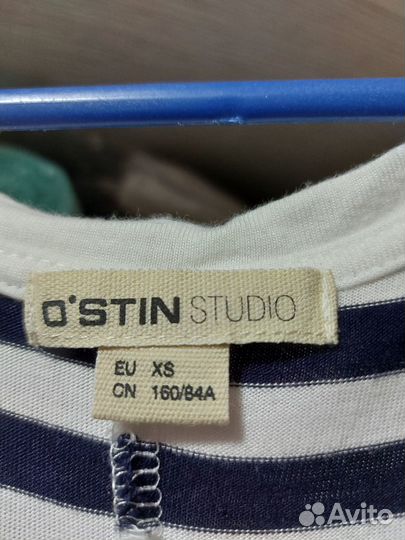 O'STIN STUDIO
EU XS
CN 160/84A
Avito